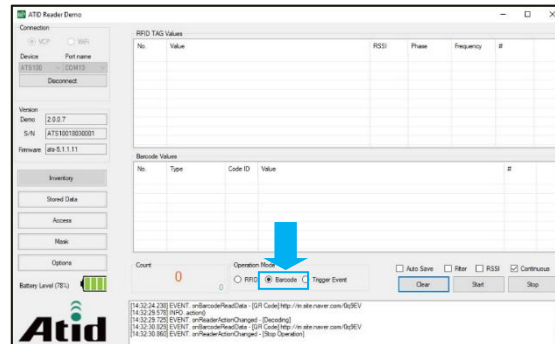 ATID Reader Demo
Connection
VCP WiFi
Device Port name
ATS100 COM13
Disconnect
Version
Demo 2.0.0.7
S/N ATS10018030001
Firmware ats-8.1.1.11
Inventory
Stored Data
Access
Mask
Options
Battery Level (78%)
Atid
RFID TAG Values
No. Value RSSI Phase Frequency #
Barcode Values
No. Type Code ID Value #
Count
0
0
Operation Mode
RFID Barcode Trigger Event
Auto Save Filter RSSI Continuous
Clear Start Stop
[14:32:24.238] EVENT. onBarcodeReadData - [QR Code] http://m.site.naver.com/0q9EV
[14:32:29.578] INFO. action()
[14:32:29.725] EVENT. onReaderActionChanged - [Decoding]
[14:32:30.829] EVENT. onBarcodeReadData - [QR Code] http://m.site.naver.com/0q9EV
[14:32:30.860] EVENT. onReaderActionChanged - [Stop Operation]